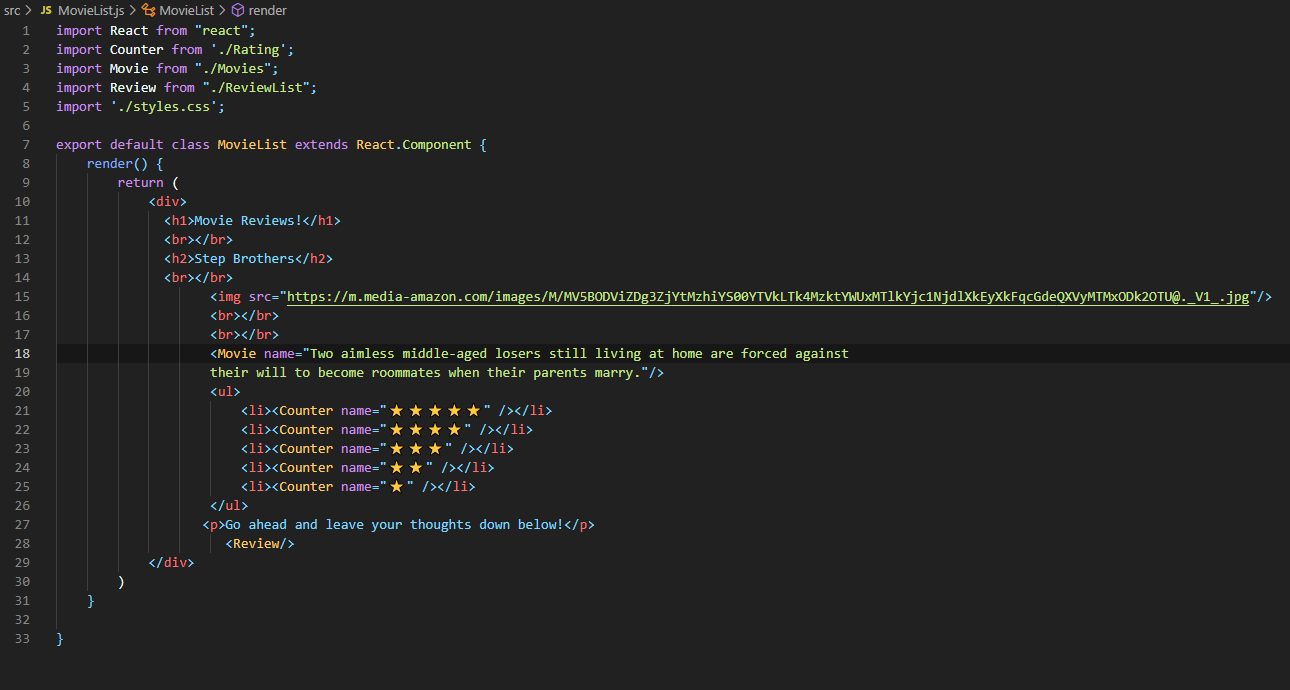 src > JS MovieList.js > MovieList > render
1 import React from "react";
2 import Counter from './Rating';
3 import Movie from "./Movies";
4 import Review from "./ReviewList";
5 import './styles.css';
6
7 export default class MovieList extends React.Component {
8 render() {
9 return (
10 <div>
11 <h1>Movie Reviews!</h1>
12 <br></br>
13 <h2>Step Brothers</h2>
14 <br></br>
15 <img src="https://m.media-amazon.com/images/M/MV5BODViZDg3ZjYtMzhiYS00YTVkLTk4MzktYWUxMTlkYjc1NjdlXkEyXkFqcGdeQXVyMTMxODk2OTU@._V1_.jpg"/>
16 <br></br>
17 <br></br>
18 <Movie name="Two aimless middle-aged losers still living at home are forced against
19 their will to become roommates when their parents marry."/>
20 <ul>
21 <li><Counter name="⭐⭐⭐⭐⭐" /></li>
22 <li><Counter name="⭐⭐⭐⭐" /></li>
23 <li><Counter name="⭐⭐⭐" /></li>
24 <li><Counter name="⭐⭐" /></li>
25 <li><Counter name="⭐" /></li>
26 </ul>
27 <p>Go ahead and leave your thoughts down below!</p>
28 <Review/>
29 </div>
30 )
31 }
32
33 }